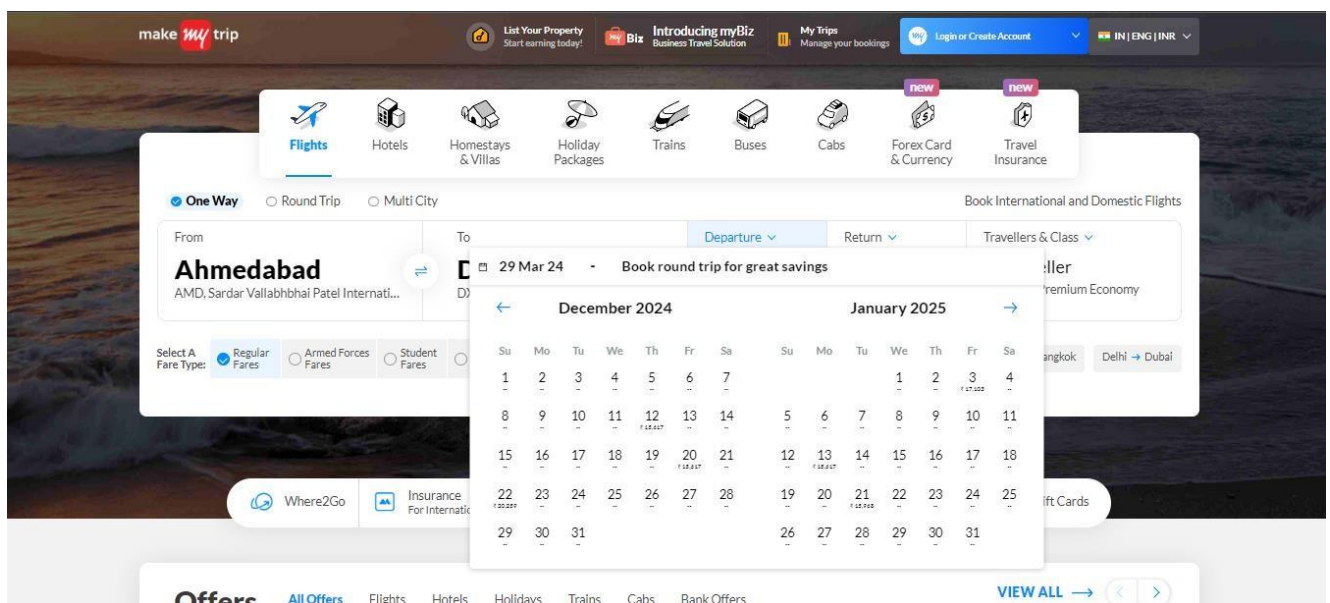 make my trip
List Your Property
Start earning today!
my Biz
Introducing myBiz
Business Travel Solution
My Trips
Manage your bookings
my
Login or Create Account
IN | ENG | INR
new
new
Flights
Hotels
Homestays
& Villas
Holiday
Packages
Trains
Buses
Cabs
Forex Card
& Currency
Travel
Insurance
One Way
Round Trip
Multi City
Book International and Domestic Flights
From
To
Departure
Return
Travellers & Class
Ahmedabad
AMD, Sardar Vallabhbhai Patel Internati...
29 Mar 24 - Book round trip for great savings
Premium Economy
December 2024
January 2025
Select A
Fare Type:
Regular
Fares
Armed Forces
Fares
Student
Fares
Delhi → Dubai
Su Mo Tu We Th Fr Sa
1 2 3 4 5 6 7
8 9 10 11 12 13 14
15 16 17 18 19 20 21
22 23 24 25 26 27 28
29 30 31
Su Mo Tu We Th Fr Sa
1 2 3 4
5 6 7 8 9 10 11
12 13 14 15 16 17 18
19 20 21 22 23 24 25
26 27 28 29 30 31
Where2Go
Insurance
For Internatio
ift Cards
Offers
All Offers
Flights
Hotels
Holidays
Trains
Cabs
Bank Offers
VIEW ALL →